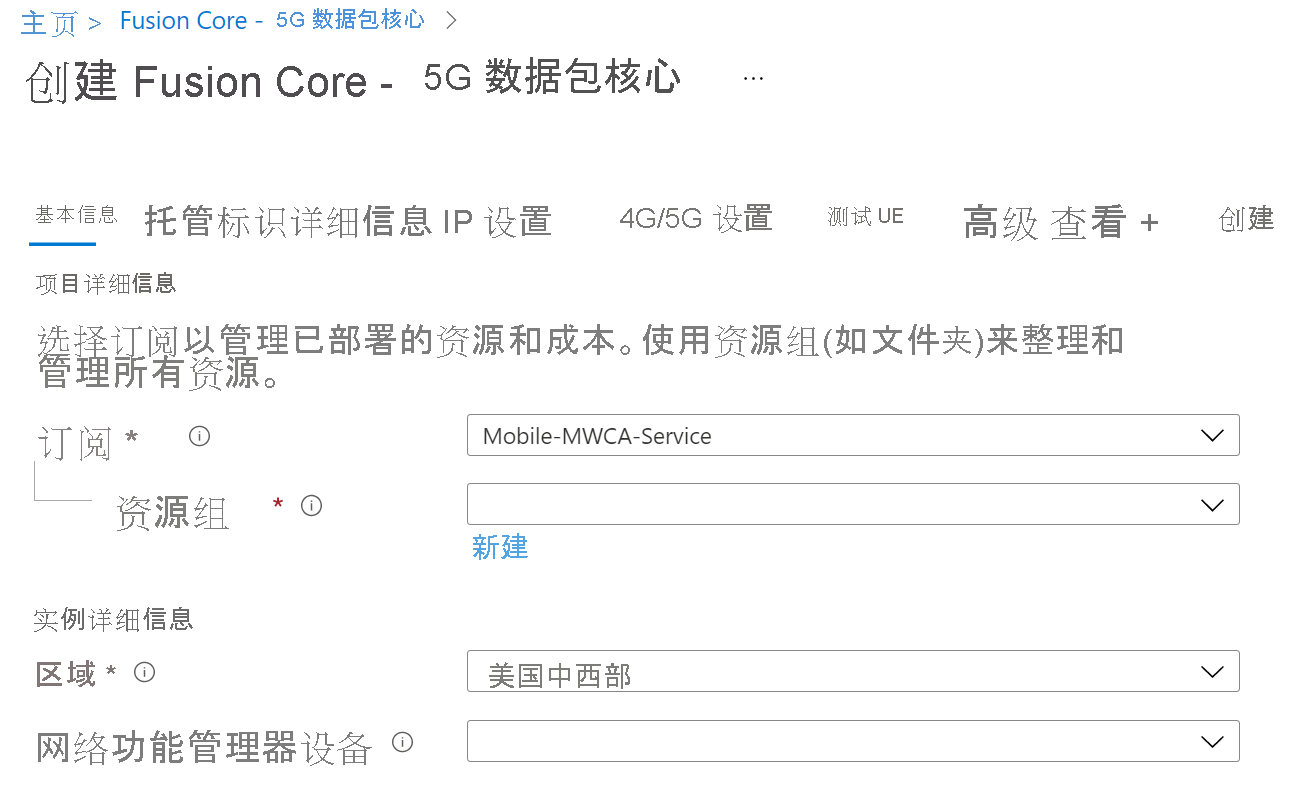 主页 > Fusion Core - 5G 数据包核心 >
创建 Fusion Core - 5G 数据包核心 ...
基本信息 托管标识详细信息 IP 设置 4G/5G 设置 测试 UE 高级 查看 + 创建
项目详细信息
选择订阅以管理已部署的资源和成本。使用资源组(如文件夹)来整理和
管理所有资源。
订阅 * Mobile-MWCA-Service
资源组 *
新建
实例详细信息
区域 * 美国中西部
网络功能管理器设备